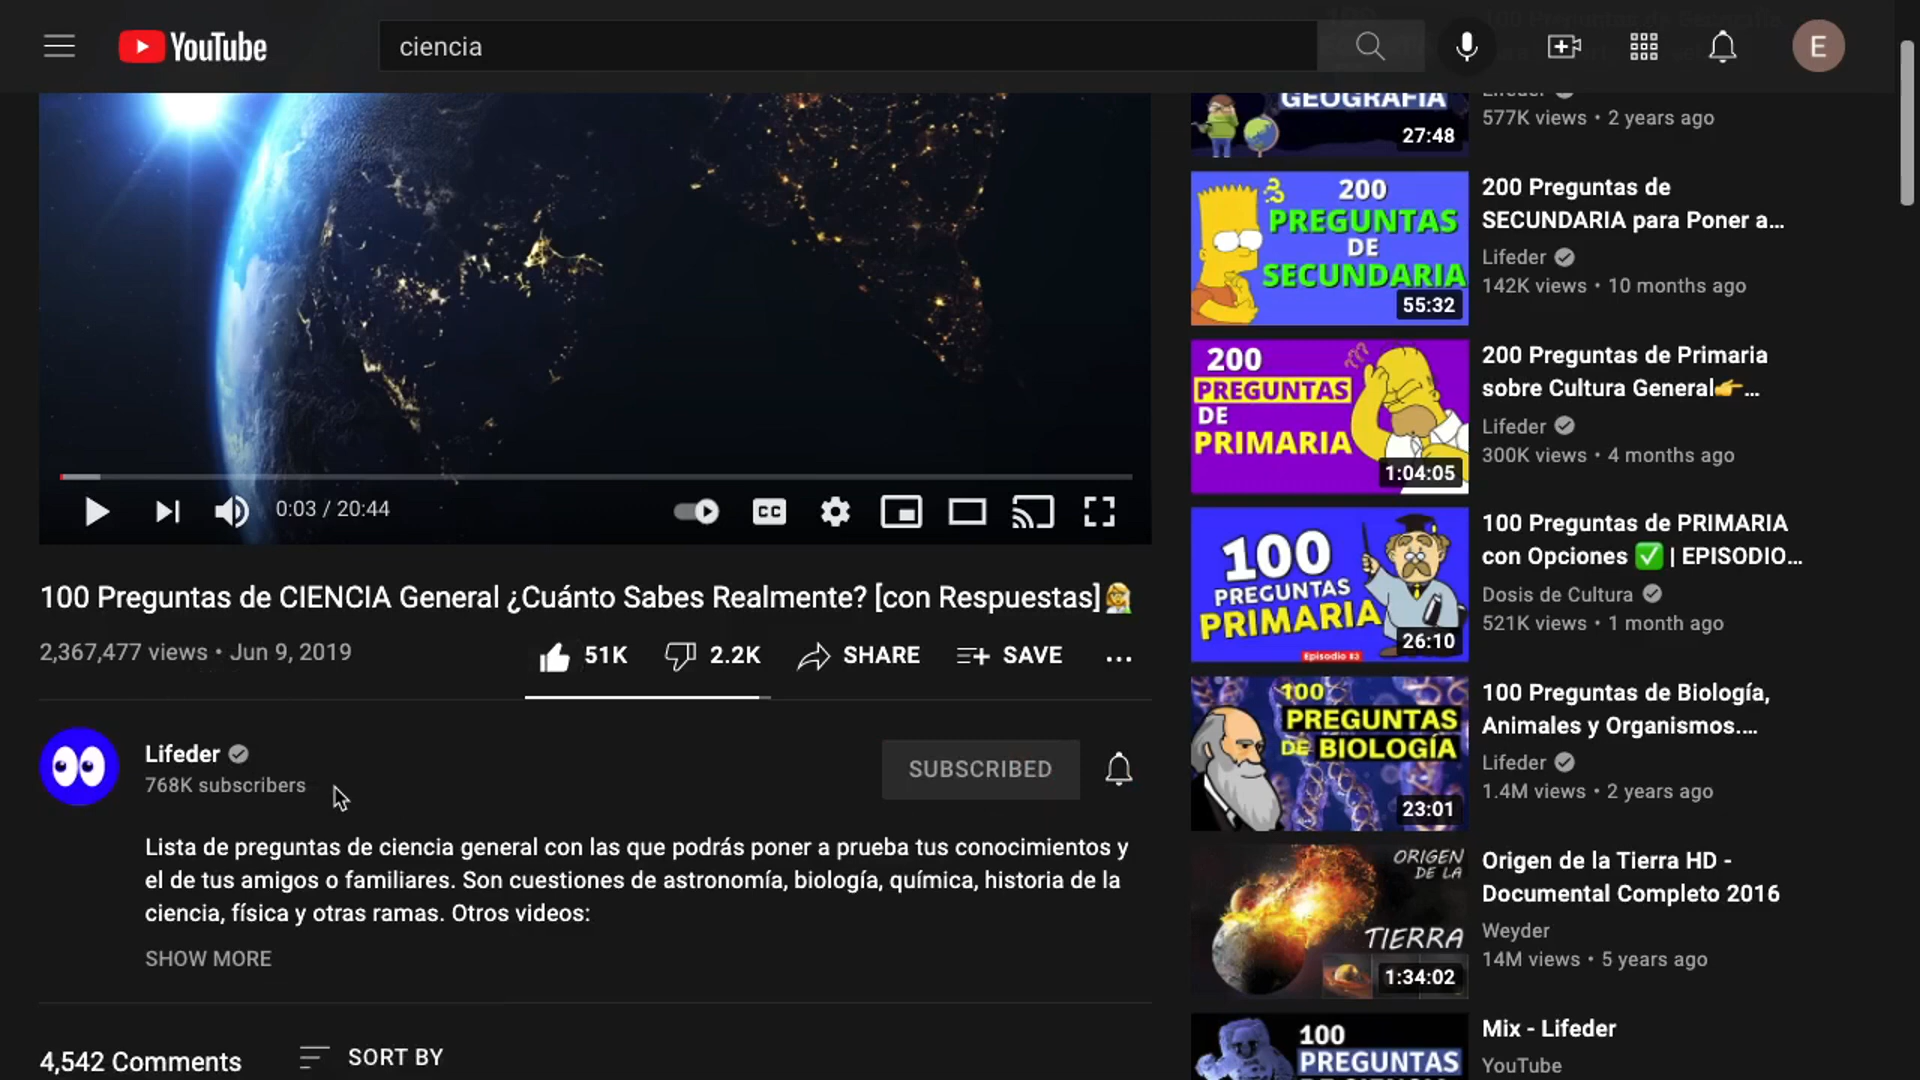 YouTube
ciencia
E
0:03 / 20:44
CC
100 Preguntas de CIENCIA General ¿Cuánto Sabes Realmente? [con Respuestas]👩‍🔬
2,367,477 views • Jun 9, 2019
51K
2.2K
SHARE
SAVE
Lifeder
768K subscribers
SUBSCRIBED
Lista de preguntas de ciencia general con las que podrás poner a prueba tus conocimientos y
el de tus amigos o familiares. Son cuestiones de astronomía, biología, química, historia de la
ciencia, física y otras ramas. Otros videos:
SHOW MORE
4,542 Comments
SORT BY
GEOGRAFÍA
27:48
Lifeder
577K views • 2 years ago
200
PREGUNTAS
DE
SECUNDARIA
55:32
200 Preguntas de
SECUNDARIA para Poner a...
Lifeder
142K views • 10 months ago
200
PREGUNTAS
DE
PRIMARIA
1:04:05
200 Preguntas de Primaria
sobre Cultura General👉...
Lifeder
300K views • 4 months ago
100
PREGUNTAS
PRIMARIA
Episodio #3
26:10
100 Preguntas de PRIMARIA
con Opciones ✅ | EPISODIO...
Dosis de Cultura
521K views • 1 month ago
100
PREGUNTAS
DE BIOLOGÍA
23:01
100 Preguntas de Biología,
Animales y Organismos....
Lifeder
1.4M views • 2 years ago
ORIGEN
DE LA
TIERRA
1:34:02
Origen de la Tierra HD -
Documental Completo 2016
Weyder
14M views • 5 years ago
100
PREGUNTAS
Mix - Lifeder
YouTube